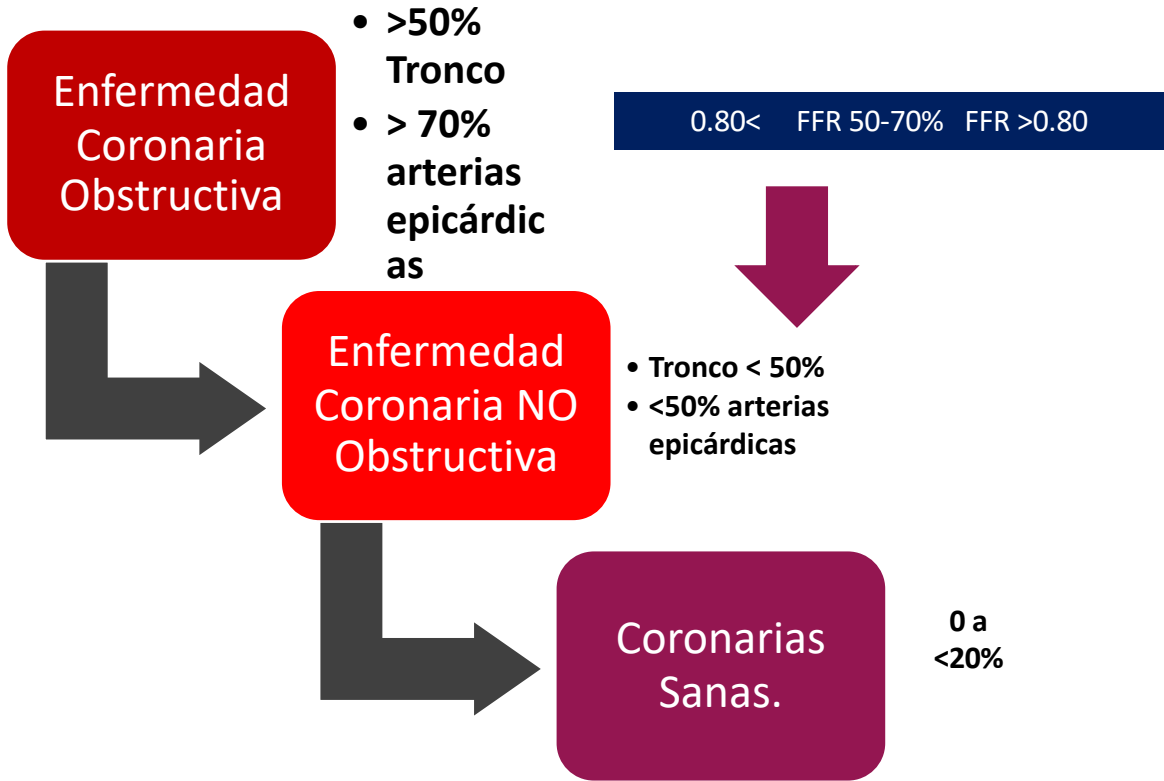 Enfermedad
Coronaria
Obstructiva
• >50%
Tronco
• > 70%
arterias
epicárdic
as
0.80< FFR 50-70% FFR >0.80
Enfermedad
Coronaria NO
Obstructiva
• Tronco < 50%
• <50% arterias
epicárdicas
Coronarias
Sanas.
0 a
<20%